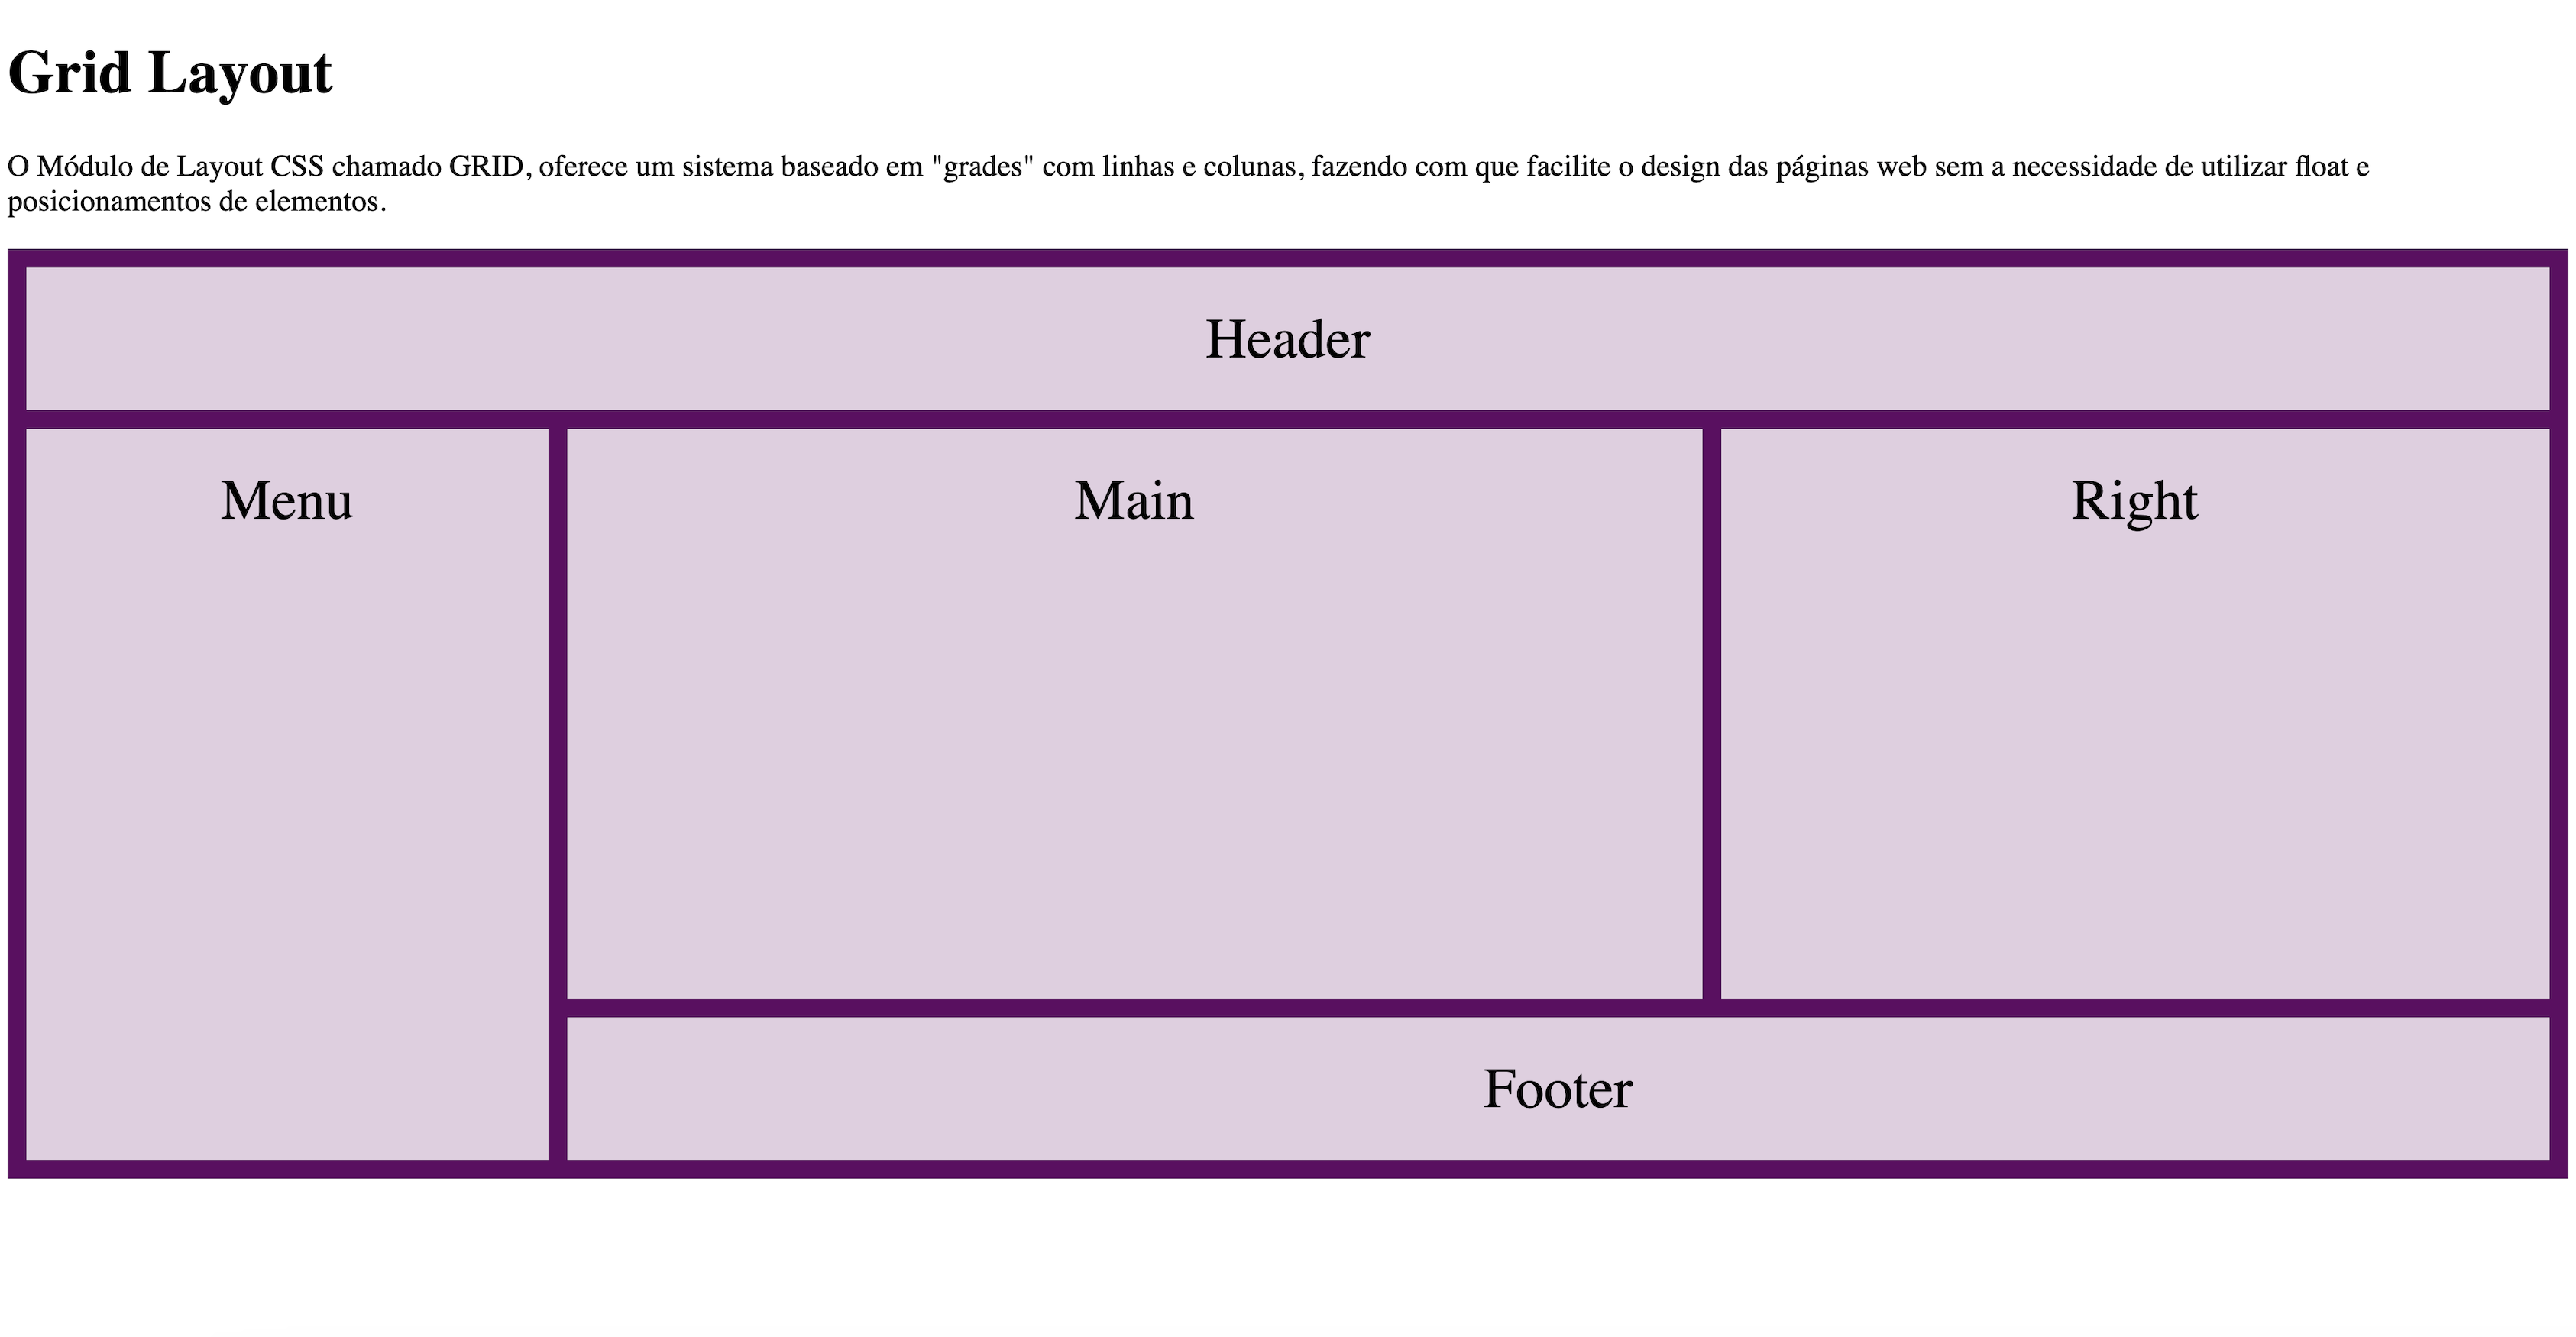 Grid Layout
O Módulo de Layout CSS chamado GRID, oferece um sistema baseado em "grades" com linhas e colunas, fazendo com que facilite o design das páginas web sem a necessidade de utilizar float e
posicionamentos de elementos.
Header
Menu
Main
Right
Footer